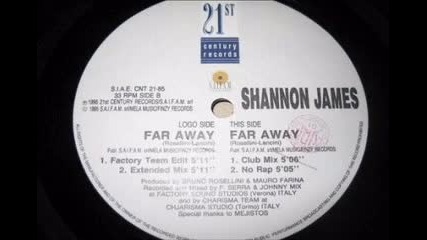 21ST
century
records
S.I.A.E. CNT 21-85
33 RPM SIDE B
SAIFAM
SHANNON JAMES
LOGO SIDE
FAR AWAY
(Rosellini-Lancini)
1. Factory Team Edit 5'11"
2. Extended Mix 5'11"
THIS SIDE
FAR AWAY
(Rosellini-Lancini)
1. Club Mix 5'06"
2. No Rap 5'05"
Produced by BRUNO ROSELLINI & MAURO FARINA
Recorded and mixed by F. SERRA & JOHNNY MIX
at FACTORY SOUND STUDIOS (Verona) ITALY
and by CHARISMA TEAM at
CHARISMA STUDIO (Torino) ITALY
Special thanks to MEJISTOS